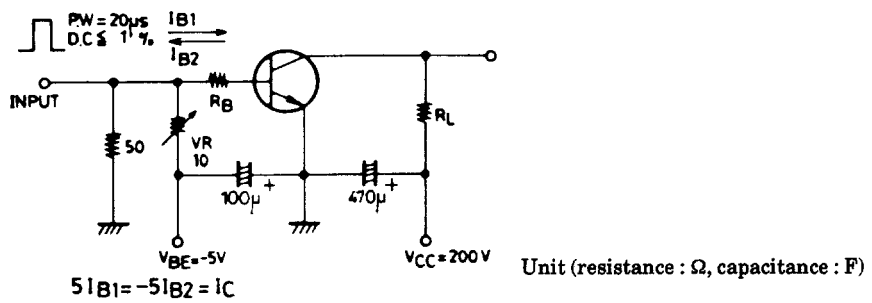 P.W=20μs IB1
D.C≦ 1%
IB2
INPUT
RB
RL
50
VR
10
100μ +
470μ +
VBE=-5V
VCC=200V
5IB1=-5IB2=IC
Unit (resistance : Ω, capacitance : F)